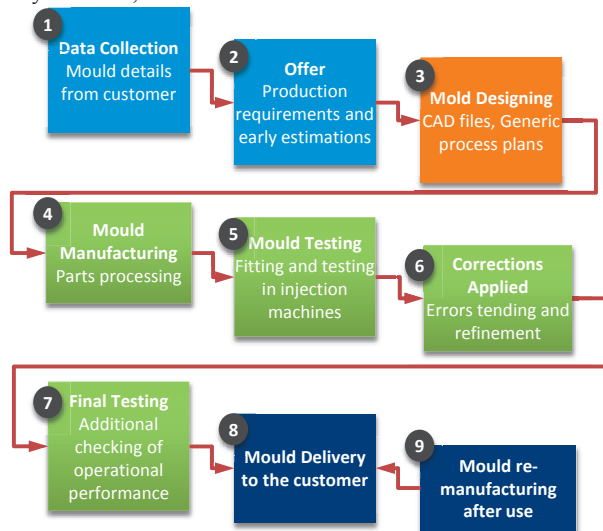 1
Data Collection
Mould details
from customer
2
Offer
Production
requirements and
early estimations
3
Mold Designing
CAD files, Generic
process plans
4
Mould
Manufacturing
Parts processing
5
Mould Testing
Fitting and testing
in injection
machines
6
Corrections
Applied
Errors tending and
refinement
7
Final Testing
Additional
checking of
operational
performance
8
Mould Delivery
to the customer
9
Mould re-
manufacturing
after use